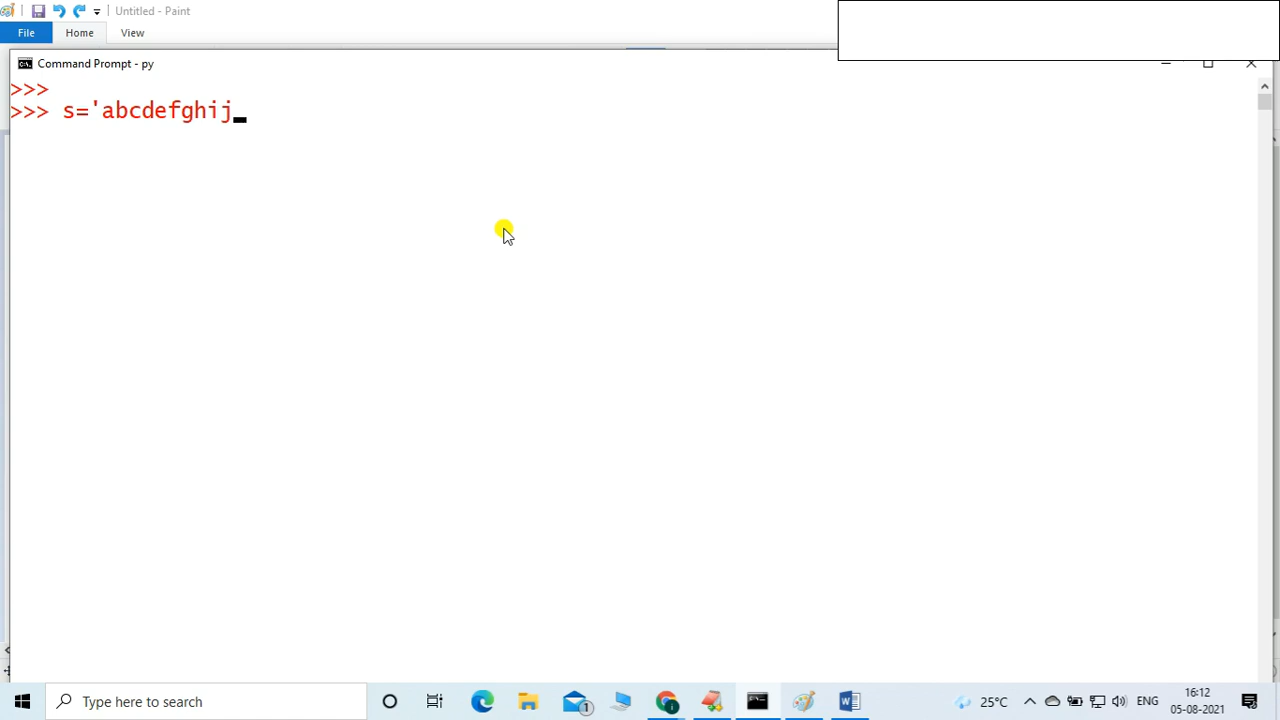 Untitled - Paint
File Home View
Command Prompt - py
>>>
>>> s='abcdefghij
Type here to search
1
25°C
ENG
16:12
05-08-2021